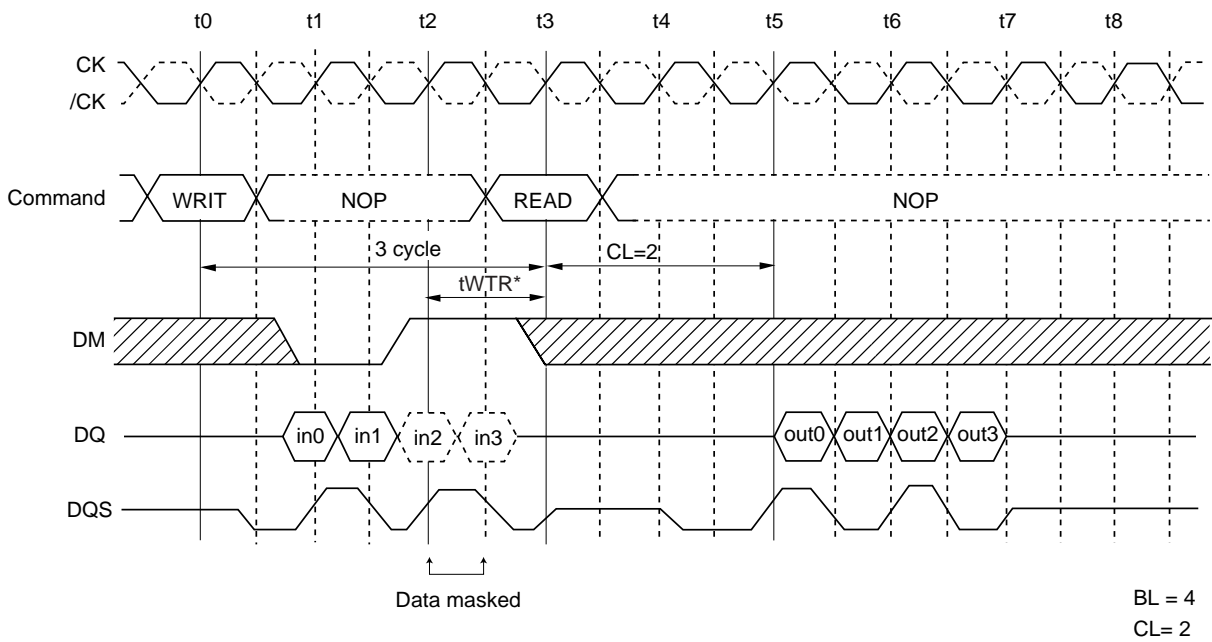 t0 t1 t2 t3 t4 t5 t6 t7 t8
CK
/CK
Command WRIT NOP READ NOP
3 cycle CL=2
tWTR*
DM
DQ in0 in1 in2 in3 out0 out1 out2 out3
DQS
Data masked
BL = 4
CL= 2